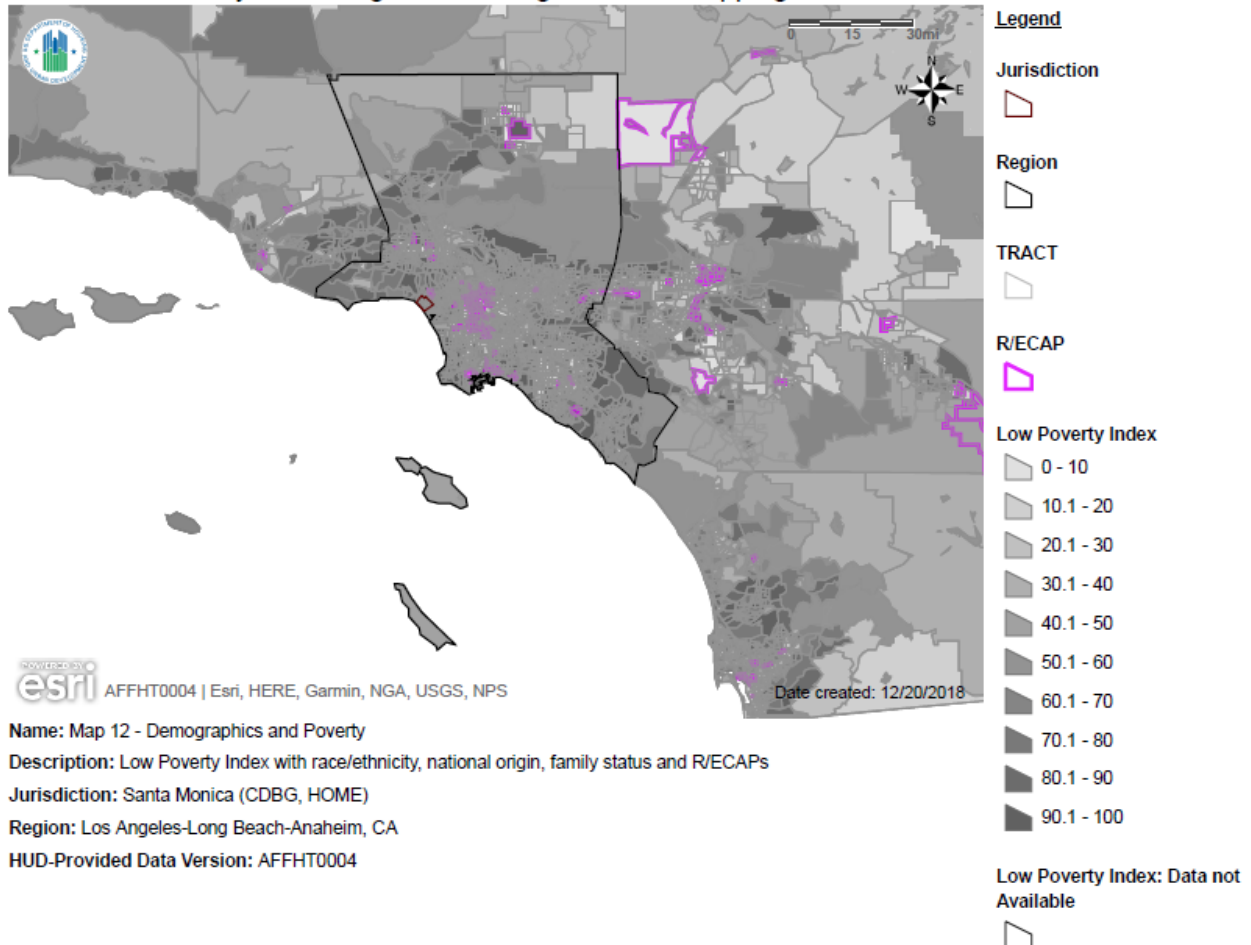 0 15 30mi
N
W E
S
POWERED BY
esri
AFFHT0004 | Esri, HERE, Garmin, NGA, USGS, NPS
Date created: 12/20/2018
Name: Map 12 - Demographics and Poverty
Description: Low Poverty Index with race/ethnicity, national origin, family status and R/ECAPs
Jurisdiction: Santa Monica (CDBG, HOME)
Region: Los Angeles-Long Beach-Anaheim, CA
HUD-Provided Data Version: AFFHT0004
Legend
Jurisdiction
Region
TRACT
R/ECAP
Low Poverty Index
0 - 10
10.1 - 20
20.1 - 30
30.1 - 40
40.1 - 50
50.1 - 60
60.1 - 70
70.1 - 80
80.1 - 90
90.1 - 100
Low Poverty Index: Data not
Available